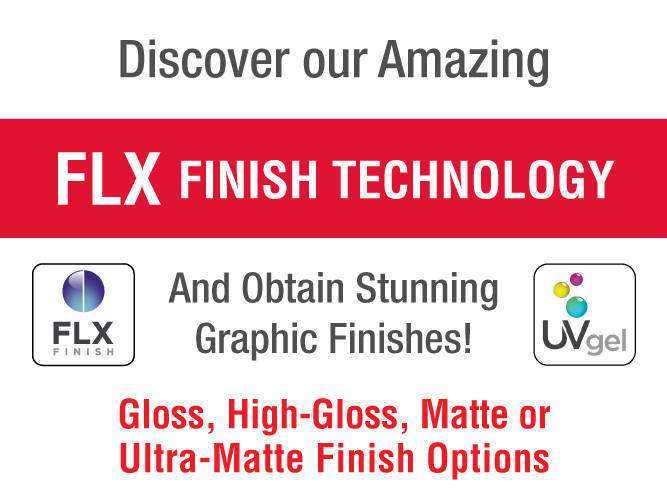 Discover our Amazing
FLX FINISH TECHNOLOGY
And Obtain Stunning
Graphic Finishes!
FLX
FINISH
UVgel
Gloss, High-Gloss, Matte or
Ultra-Matte Finish Options